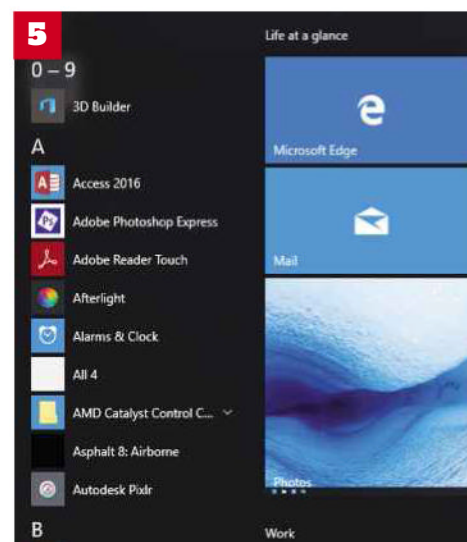 5
0 – 9
3D Builder
A
Access 2016
Adobe Photoshop Express
Adobe Reader Touch
Afterlight
Alarms & Clock
All 4
AMD Catalyst Control C...
Asphalt 8: Airborne
Autodesk Pixlr
B
Life at a glance
Microsoft Edge
Mail
Photos
Work